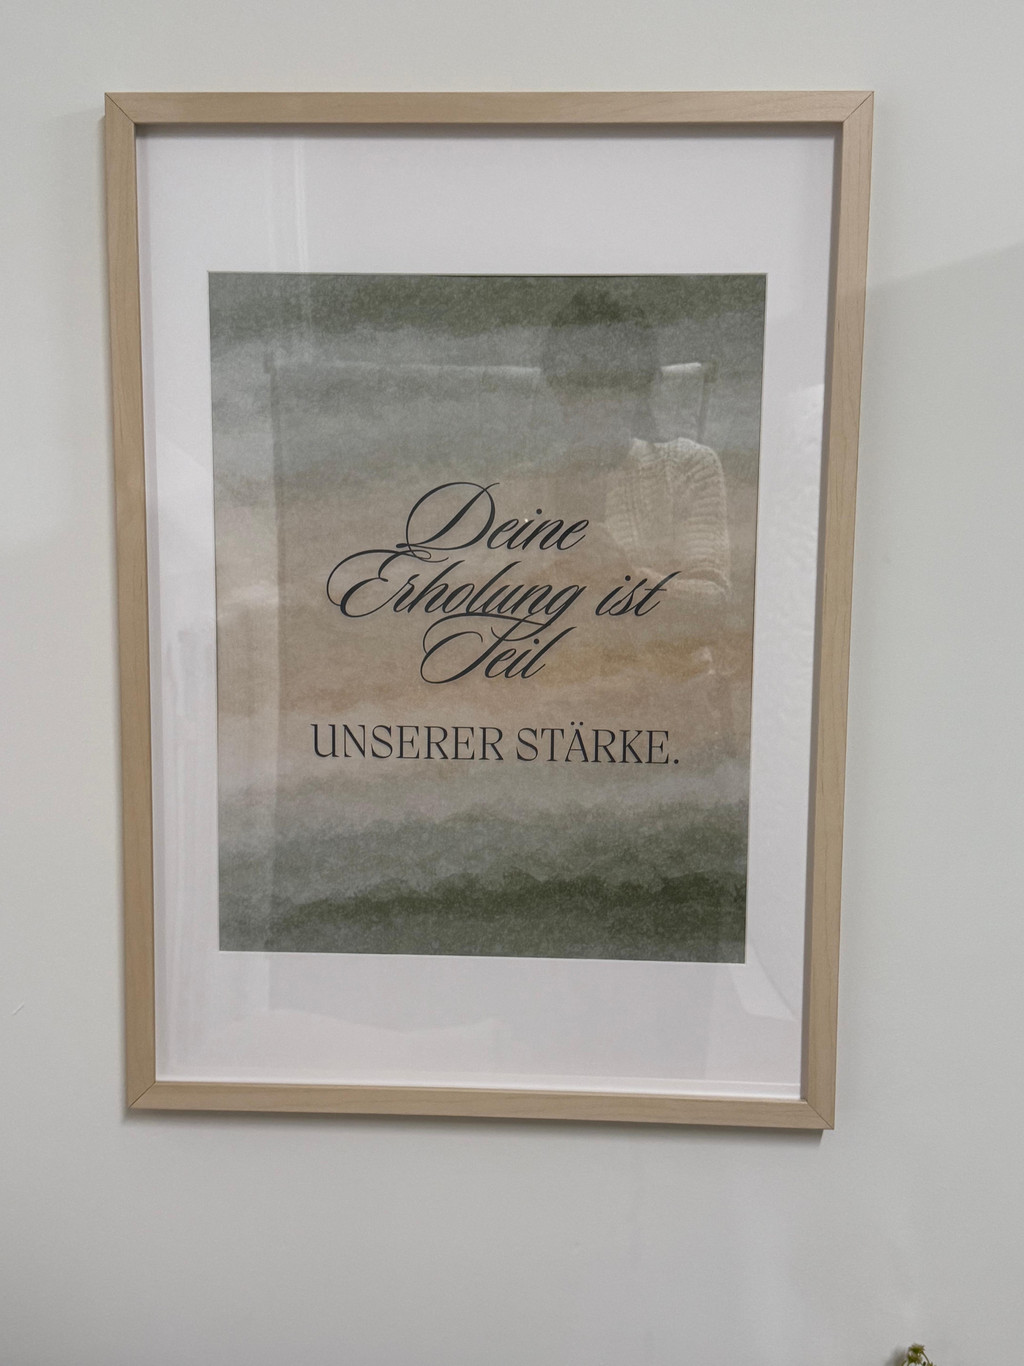 Deine
Erholung ist
Teil
UNSERER STÄRKE.